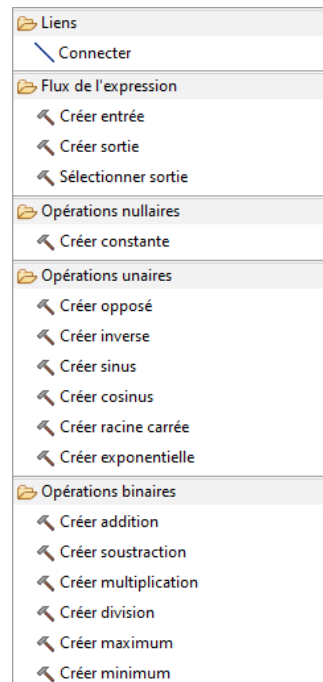 Liens
Connecter
Flux de l'expression
Créer entrée
Créer sortie
Sélectionner sortie
Opérations nullaires
Créer constante
Opérations unaires
Créer opposé
Créer inverse
Créer sinus
Créer cosinus
Créer racine carrée
Créer exponentielle
Opérations binaires
Créer addition
Créer soustraction
Créer multiplication
Créer division
Créer maximum
Créer minimum